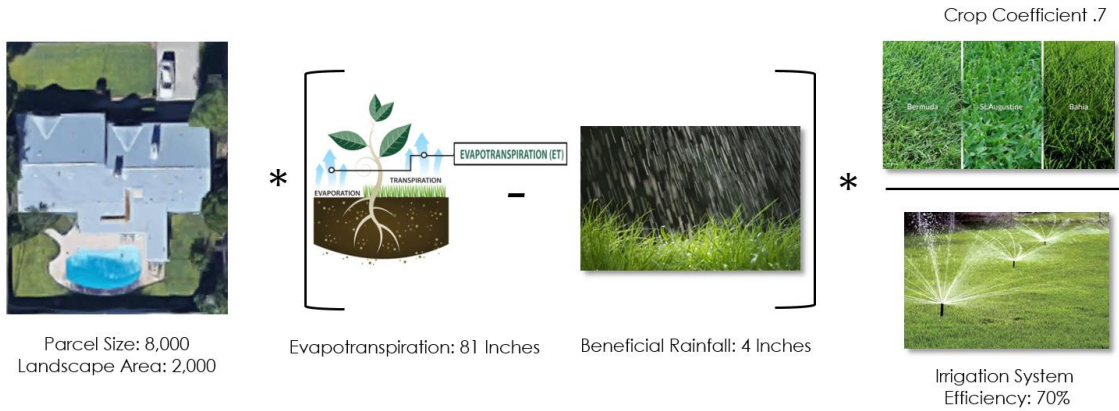 Crop Coefficient .7
Bermuda
St.Augustine
Bahia
*
EVAPOTRANSPIRATION (ET)
TRANSPIRATION
EVAPORATION
-
*
Parcel Size: 8,000
Landscape Area: 2,000
Evapotranspiration: 81 Inches
Beneficial Rainfall: 4 Inches
Irrigation System
Efficiency: 70%